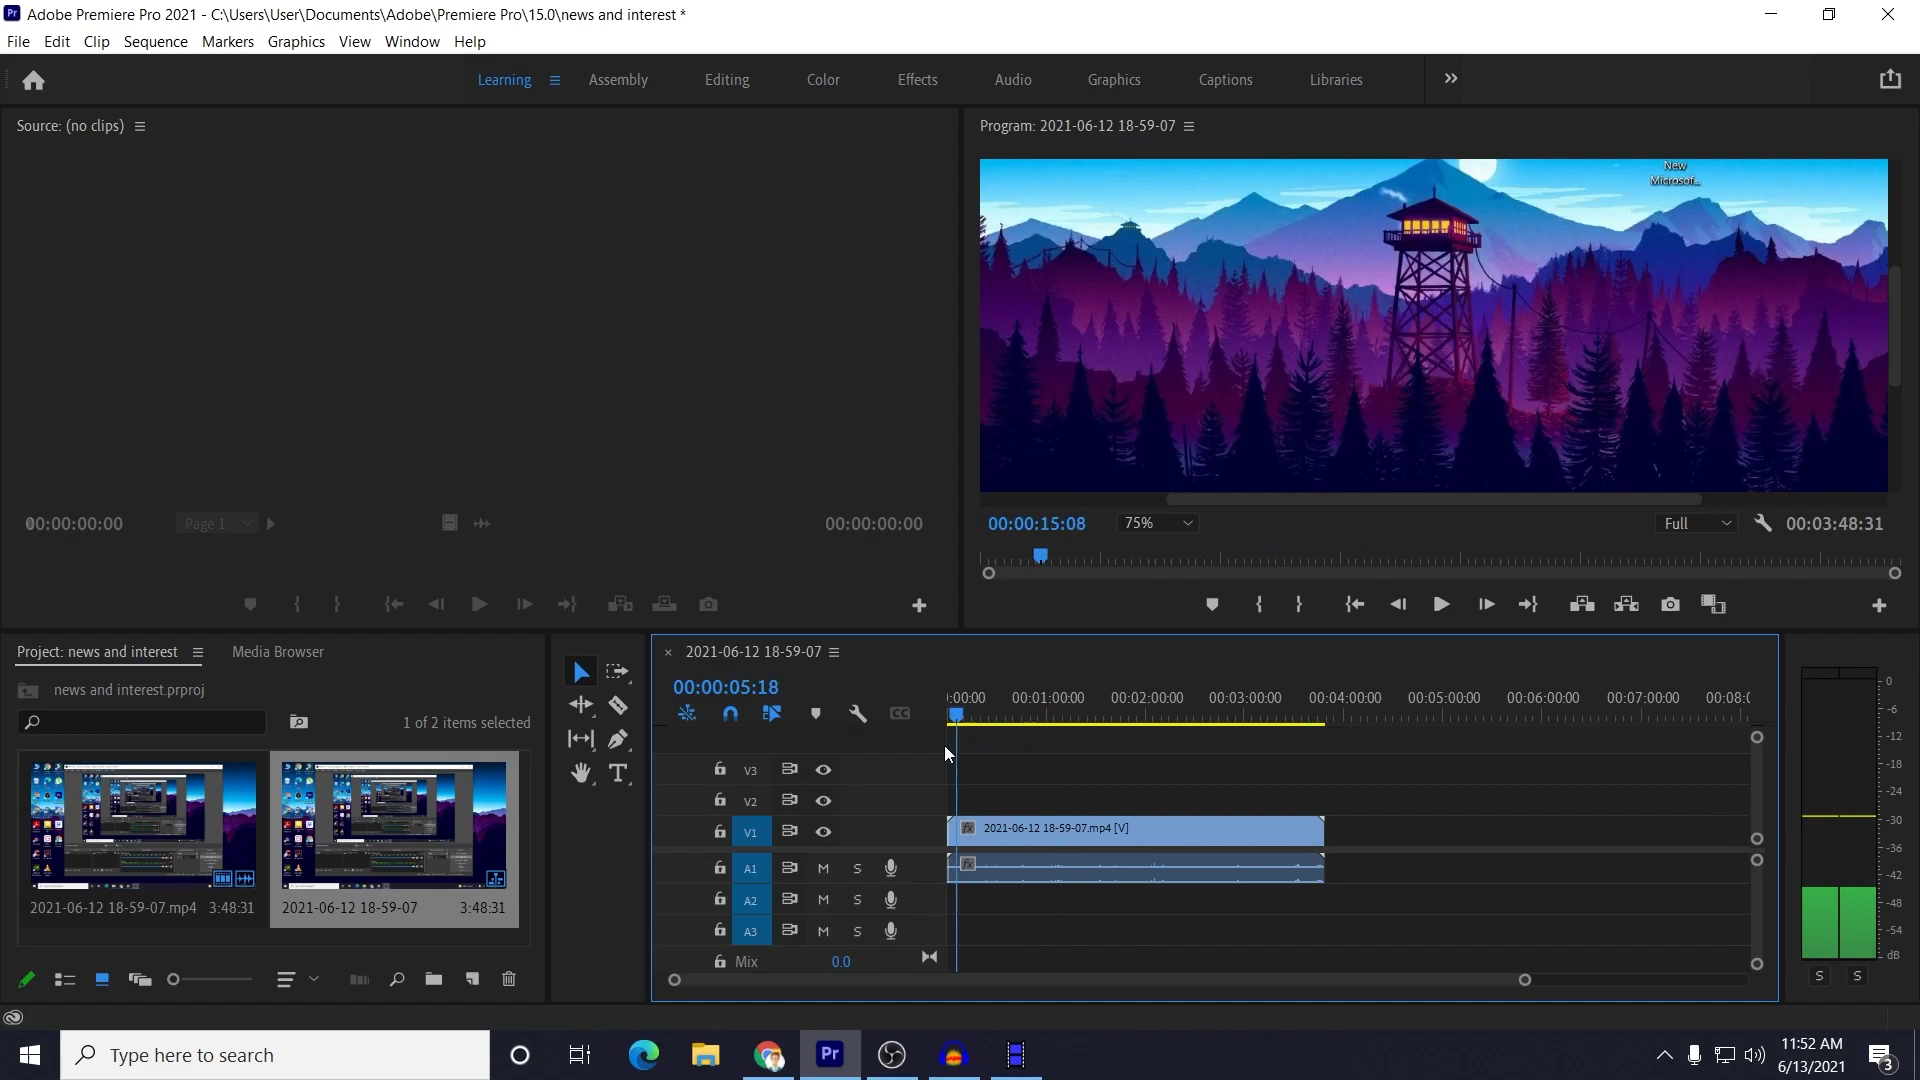 Adobe Premiere Pro 2021 - C:\Users\User\Documents\Adobe\Premiere Pro\15.0\news and interest *
File Edit Clip Sequence Markers Graphics View Window Help
Learning Assembly Editing Color Effects Audio Graphics Captions Libraries
Source: (no clips)
Program: 2021-06-12 18-59-07
New
Microsof...
00:00:00:00 Page 1 00:00:00:00
00:00:15:08 75% Full 00:03:48:31
Project: news and interest Media Browser
news and interest.prproj
1 of 2 items selected
2021-06-12 18-59-07.mp4 3:48:31
2021-06-12 18-59-07 3:48:31
2021-06-12 18-59-07
00:00:05:18
:00:00 00:01:00:00 00:02:00:00 00:03:00:00 00:04:00:00 00:05:00:00 00:06:00:00 00:07:00:00 00:08:0
V3
V2
V1 fx 2021-06-12 18-59-07.mp4 [V]
A1 M S fx
A2 M S
A3 M S
Mix 0.0
0
-6
-12
-18
-24
-30
-36
-42
-48
-54
dB
S S
Type here to search
Pr
11:52 AM
6/13/2021
3